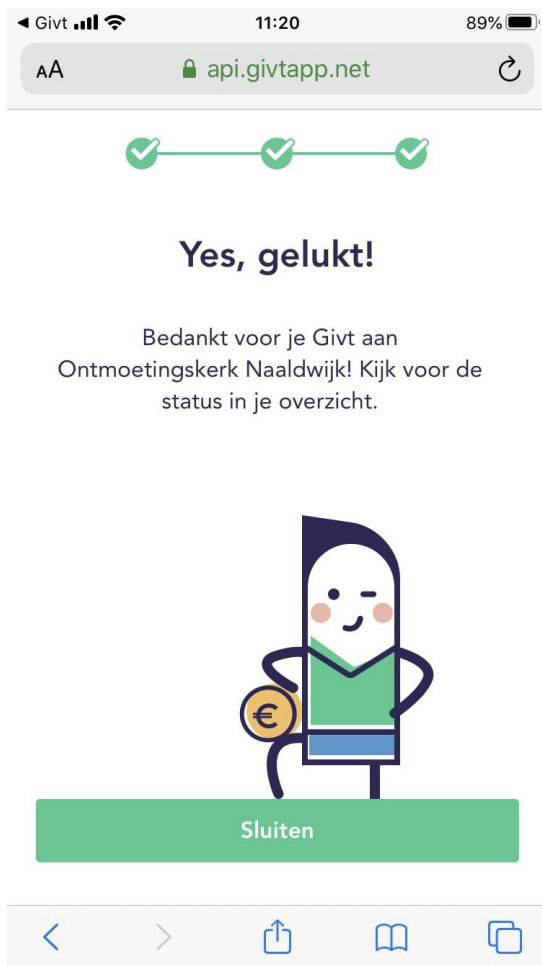 ◀ Givt 11:20 89%
AA api.givtapp.net
Yes, gelukt!
Bedankt voor je Givt aan
Ontmoetingskerk Naaldwijk! Kijk voor de
status in je overzicht.
€
Sluiten